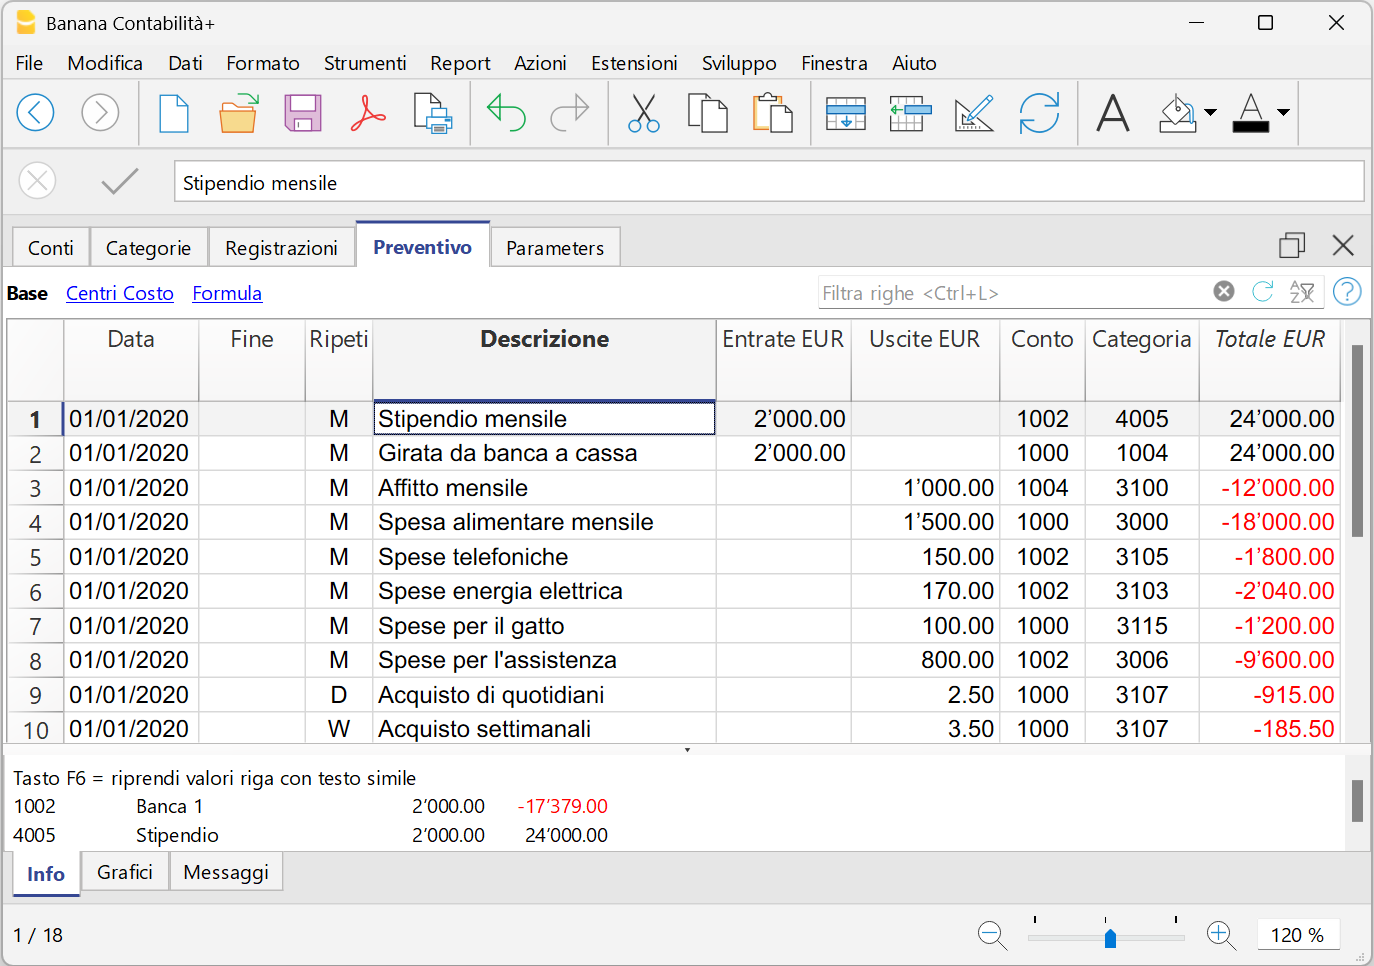 Banana Contabilità+
File Modifica Dati Formato Strumenti Report Azioni Estensioni Sviluppo Finestra Aiuto
Stipendio mensile
Conti Categorie Registrazioni Preventivo Parameters
Base Centri Costo Formula Filtra righe <Ctrl+L>
Data Fine Ripeti Descrizione Entrate EUR Uscite EUR Conto Categoria Totale EUR
1 01/01/2020 M Stipendio mensile 2’000.00 1002 4005 24’000.00
2 01/01/2020 M Girata da banca a cassa 2’000.00 1000 1004 24’000.00
3 01/01/2020 M Affitto mensile 1’000.00 1004 3100 -12’000.00
4 01/01/2020 M Spesa alimentare mensile 1’500.00 1000 3000 -18’000.00
5 01/01/2020 M Spese telefoniche 150.00 1002 3105 -1’800.00
6 01/01/2020 M Spese energia elettrica 170.00 1002 3103 -2’040.00
7 01/01/2020 M Spese per il gatto 100.00 1000 3115 -1’200.00
8 01/01/2020 M Spese per l'assistenza 800.00 1002 3006 -9’600.00
9 01/01/2020 D Acquisto di quotidiani 2.50 1000 3107 -915.00
10 01/01/2020 W Acquisto settimanali 3.50 1000 3107 -185.50
Tasto F6 = riprendi valori riga con testo simile
1002 Banca 1 2’000.00 -17’379.00
4005 Stipendio 2’000.00 24’000.00
Info Grafici Messaggi
1 / 18 120 %